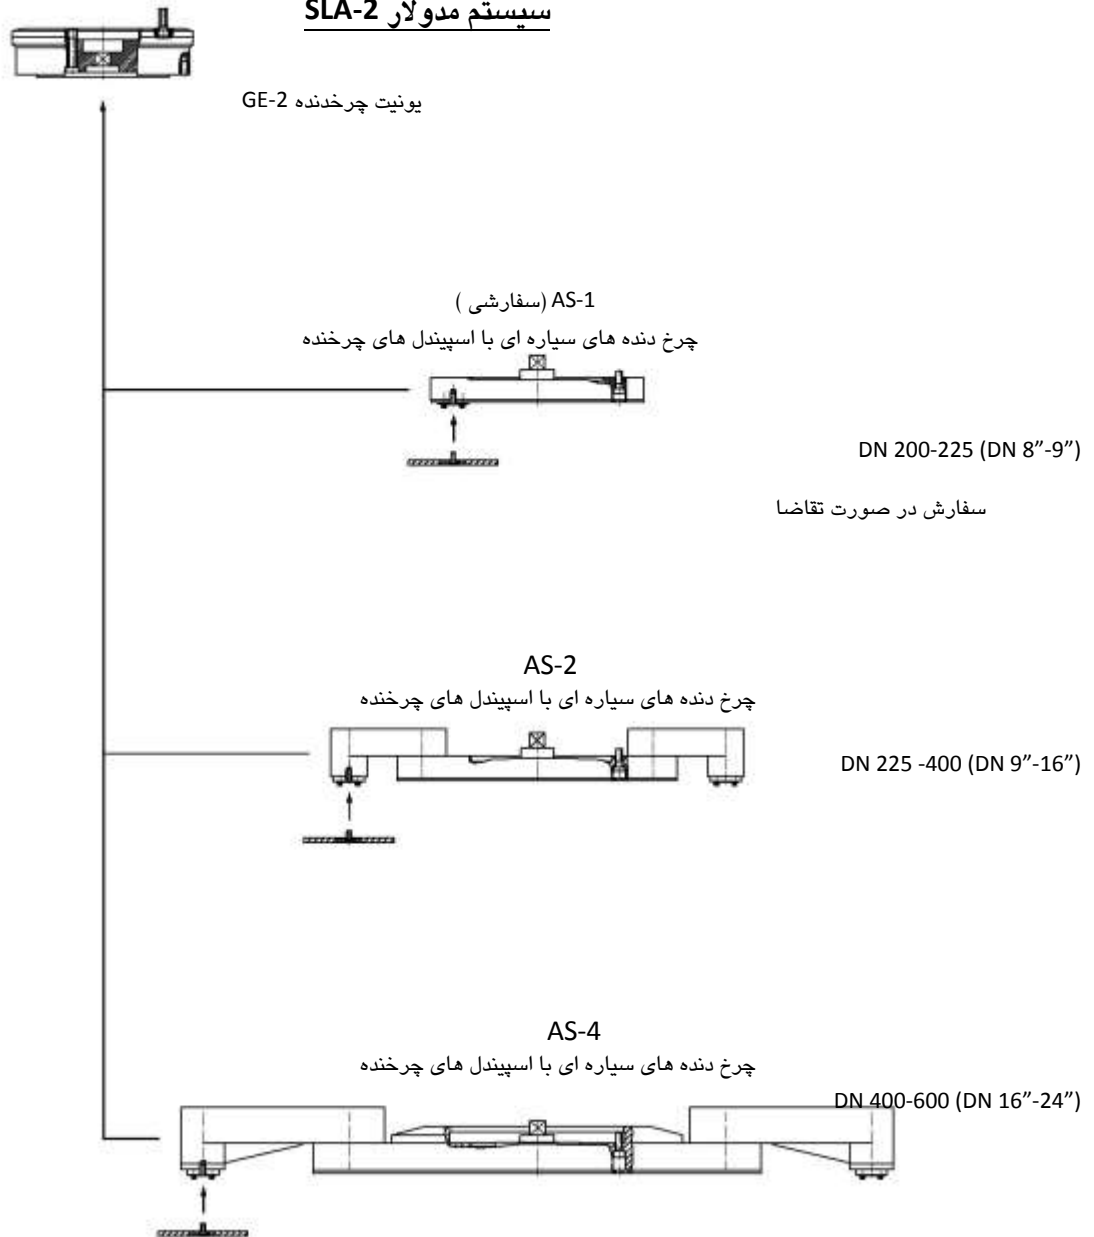 سیستم مدولار SLA-2
یونیت چرخدنده GE-2
AS-1 (سفارشی )
چرخ دنده های سیاره ای با اسپیندل های چرخنده
DN 200-225 (DN 8”-9”)
سفارش در صورت تقاضا
AS-2
چرخ دنده های سیاره ای با اسپیندل های چرخنده
DN 225 -400 (DN 9”-16”)
AS-4
چرخ دنده های سیاره ای با اسپیندل های چرخنده
DN 400-600 (DN 16”-24”)